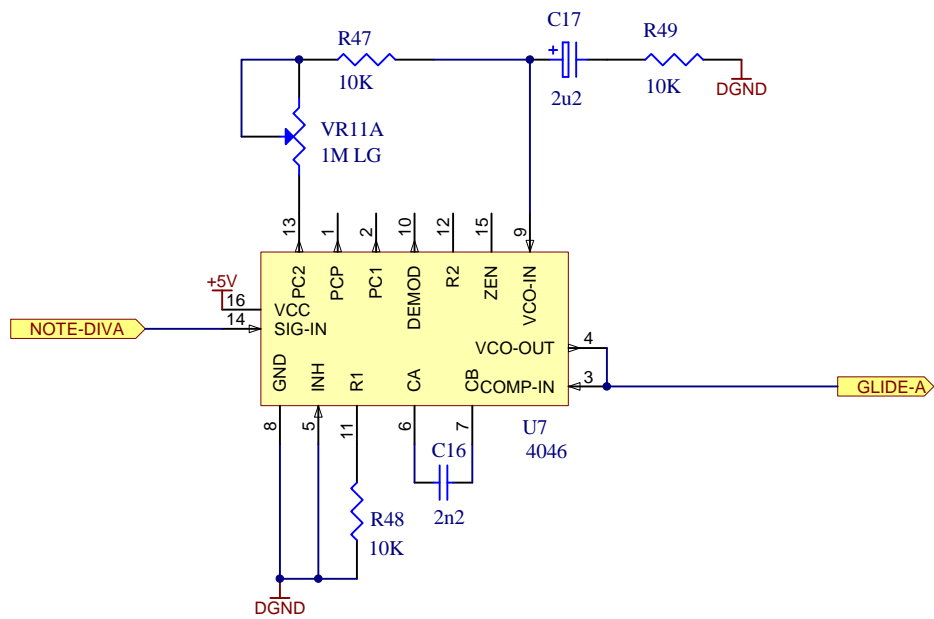 C17
R47
R49
+
10K
2u2
10K
DGND
VR11A
1M LG
13
1
2
10
12
15
9
PC2
PCP
PC1
DEMOD
R2
ZEN
VCO-IN
+5V
16
VCC
14
SIG-IN
NOTE-DIVA
VCO-OUT
4
GND
INH
R1
CA
CB
COMP-IN
3
GLIDE-A
8
5
11
6
7
U7
4046
C16
2n2
R48
10K
DGND